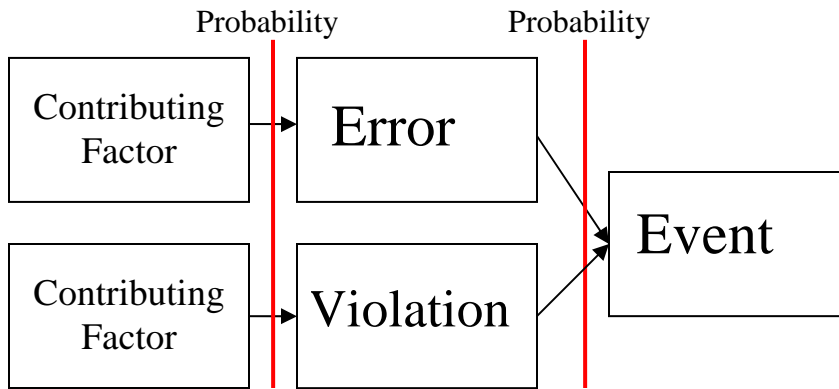 Probability
Probability
Contributing
Factor
Error
Contributing
Factor
Violation
Event